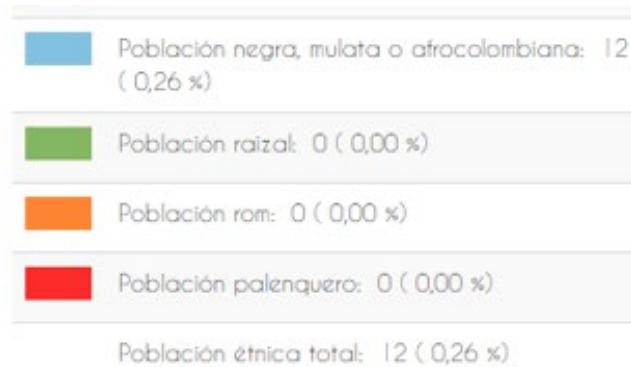 Población negra, mulata o afrocolombiana: 12
( 0,26 %)
Población raizal: 0 ( 0,00 %)
Población rom: 0 ( 0,00 %)
Población palenquero: 0 ( 0,00 %)
Población étnica total: 12 ( 0,26 %)